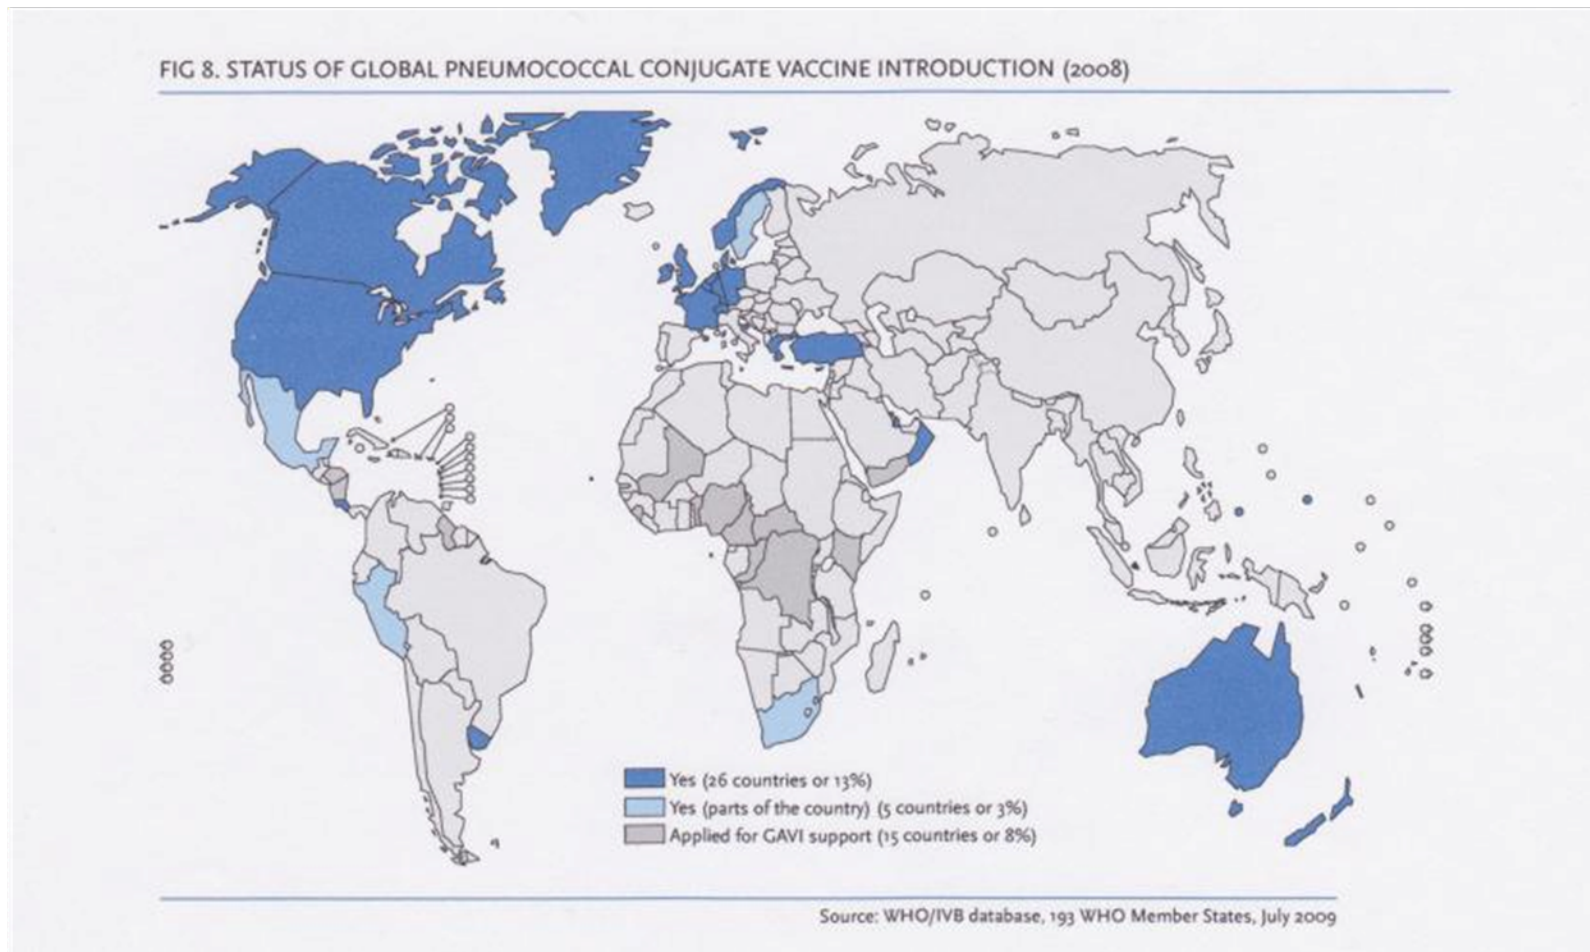 FIG 8. STATUS OF GLOBAL PNEUMOCOCCAL CONJUGATE VACCINE INTRODUCTION (2008)
Yes (26 countries or 13%)
Yes (parts of the country) (5 countries or 3%)
Applied for GAVI support (15 countries or 8%)
Source: WHO/IVB database, 193 WHO Member States, July 2009